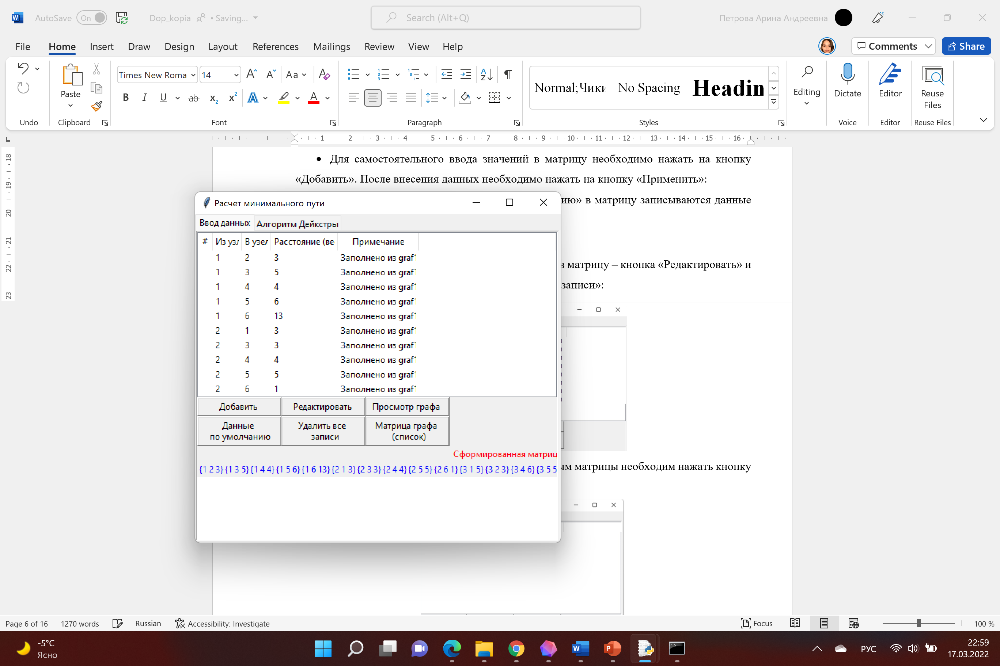 AutoSave On Dop_kopia • Saving... Search (Alt+Q) Петрова Арина Андреевна
File Home Insert Draw Design Layout References Mailings Review View Help Comments Share
Times New Roma 14 Aa
Paste
B I U ab x₂ x²
Normal;Чики No Spacing Headin
Editing Dictate Editor Reuse Files
Undo Clipboard Font Paragraph Styles Voice Editor Reuse Files
1 2 3 4 5 6 7 8 9 10 11 12 13 14 15 16
18 19 20 21 22 23
• Для самостоятельного ввода значений в матрицу необходимо нажать на кнопку
«Добавить». После внесения данных необходимо нажать на кнопку «Применить»:
ию» в матрицу записываются данные
в матрицу – кнопка «Редактировать» и
записи»:
ым матрицы необходим нажать кнопку
Расчет минимального пути
Ввод данных Алгоритм Дейкстры
# Из узл В узел Расстояние (ве Примечание
1 2 3 Заполнено из graf
1 3 5 Заполнено из graf
1 4 4 Заполнено из graf
1 5 6 Заполнено из graf
1 6 13 Заполнено из graf
2 1 3 Заполнено из graf
2 3 3 Заполнено из graf
2 4 4 Заполнено из graf
2 5 5 Заполнено из graf
2 6 1 Заполнено из graf
Добавить Редактировать Просмотр графа
Данные
по умолчанию
Удалить все
записи
Матрица графа
(список)
Сформированная матриц
{1 2 3} {1 3 5} {1 4 4} {1 5 6} {1 6 13} {2 1 3} {2 3 3} {2 4 4} {2 5 5} {2 6 1} {3 1 5} {3 2 3} {3 4 6} {3 5 5
Page 6 of 16 1270 words Russian Accessibility: Investigate Focus 100 %
-5°C
Ясно
РУС
22:59
17.03.2022